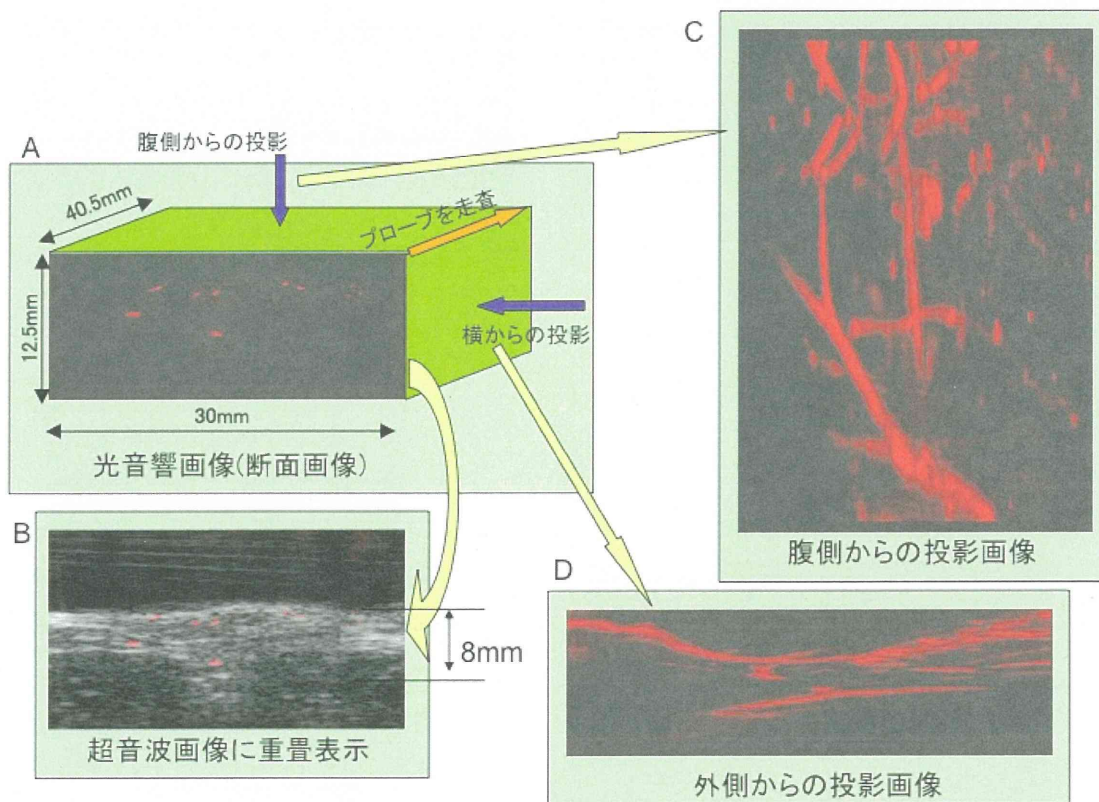 A
腹側からの投影
40.5mm
プローブを走査
12.5mm
横からの投影
30mm
光音響画像(断面画像)
B
8mm
超音波画像に重畳表示
C
腹側からの投影画像
D
外側からの投影画像